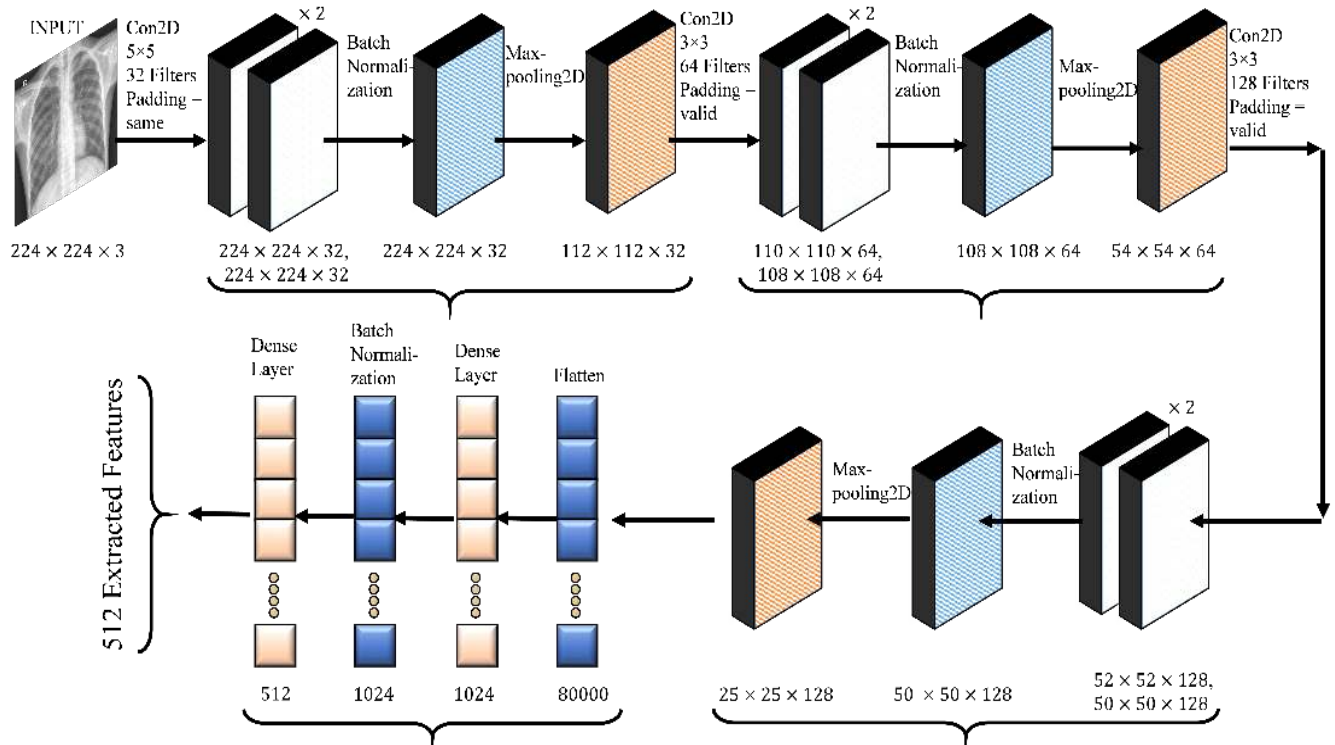 INPUT
Con2D
5×5
32 Filters
Padding =
same
× 2
Batch
Normali-
zation
Max-
pooling2D
Con2D
3×3
64 Filters
Padding =
valid
× 2
Batch
Normali-
zation
Max-
pooling2D
Con2D
3×3
128 Filters
Padding =
valid
224 × 224 × 3
224 × 224 × 32,
224 × 224 × 32
224 × 224 × 32
112 × 112 × 32
110 × 110 × 64,
108 × 108 × 64
108 × 108 × 64
54 × 54 × 64
512 Extracted Features
Dense
Layer
Batch
Normali-
zation
Dense
Layer
Flatten
Max-
pooling2D
Batch
Normali-
zation
× 2
512
1024
1024
80000
25 × 25 × 128
50 × 50 × 128
52 × 52 × 128,
50 × 50 × 128